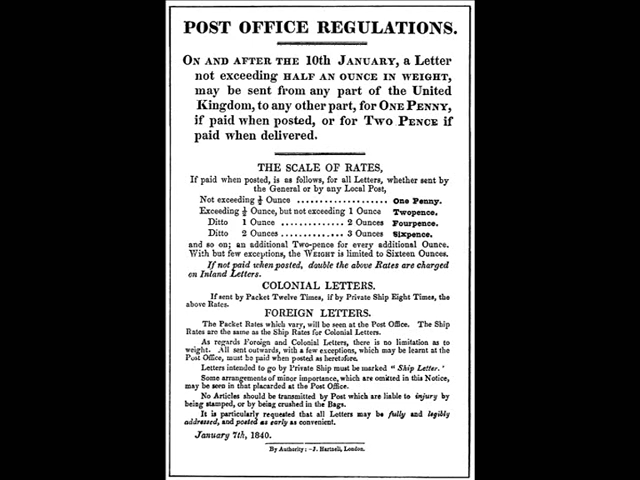 POST OFFICE REGULATIONS.
ON AND AFTER THE 10th JANUARY, a Letter
not exceeding HALF AN OUNCE IN WEIGHT,
may be sent from any part of the United
Kingdom, to any other part, for ONE PENNY,
if paid when posted, or for TWO PENCE if
paid when delivered.
THE SCALE OF RATES,
If paid when posted, is as follows, for all Letters, whether sent by
the General or by any Local Post,
Not exceeding ½ Ounce .................... One Penny.
Exceeding ½ Ounce, but not exceeding 1 Ounce Twopence.
Ditto 1 Ounce .............. 2 Ounces Fourpence.
Ditto 2 Ounces .............. 3 Ounces Sixpence.
and so on; an additional Two-pence for every additional Ounce.
With but few exceptions, the WEIGHT is limited to Sixteen Ounces.
If not paid when posted, double the above Rates are charged
on Inland Letters.
COLONIAL LETTERS.
If sent by Packet Twelve Times, if by Private Ship Eight Times, the
above Rates.
FOREIGN LETTERS.
The Packet Rates which vary, will be seen at the Post Office. The Ship
Rates are the same as the Ship Rates for Colonial Letters.
As regards Foreign and Colonial Letters, there is no limitation as to
weight. All sent outwards, with a few exceptions, which may be learnt at the
Post Office, must be paid when posted as heretofore.
Letters intended to go by Private Ship must be marked "Ship Letter.'
Some arrangements of minor importance, which are omitted in this Notice,
may be seen in that placarded at the Post Office.
No Articles should be transmitted by Post which are liable to injury by
being stamped, or by being crushed in the Bags.
It is particularly requested that all Letters may be fully and legibly
addressed, and posted as early as convenient.
January 7th, 1840.
By Authority :—J. Hartnell, London.